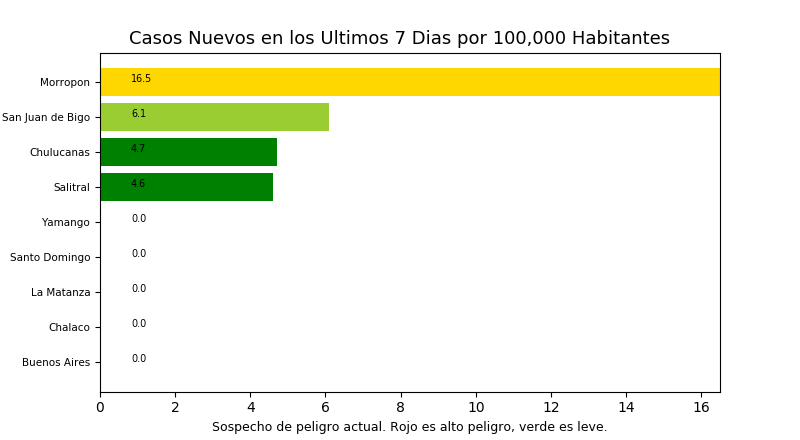 Casos Nuevos en los Ultimos 7 Dias por 100,000 Habitantes
Morropon 16.5
San Juan de Bigo 6.1
Chulucanas 4.7
Salitral 4.6
Yamango 0.0
Santo Domingo 0.0
La Matanza 0.0
Chalaco 0.0
Buenos Aires 0.0
0 2 4 6 8 10 12 14 16
Sospecho de peligro actual. Rojo es alto peligro, verde es leve.